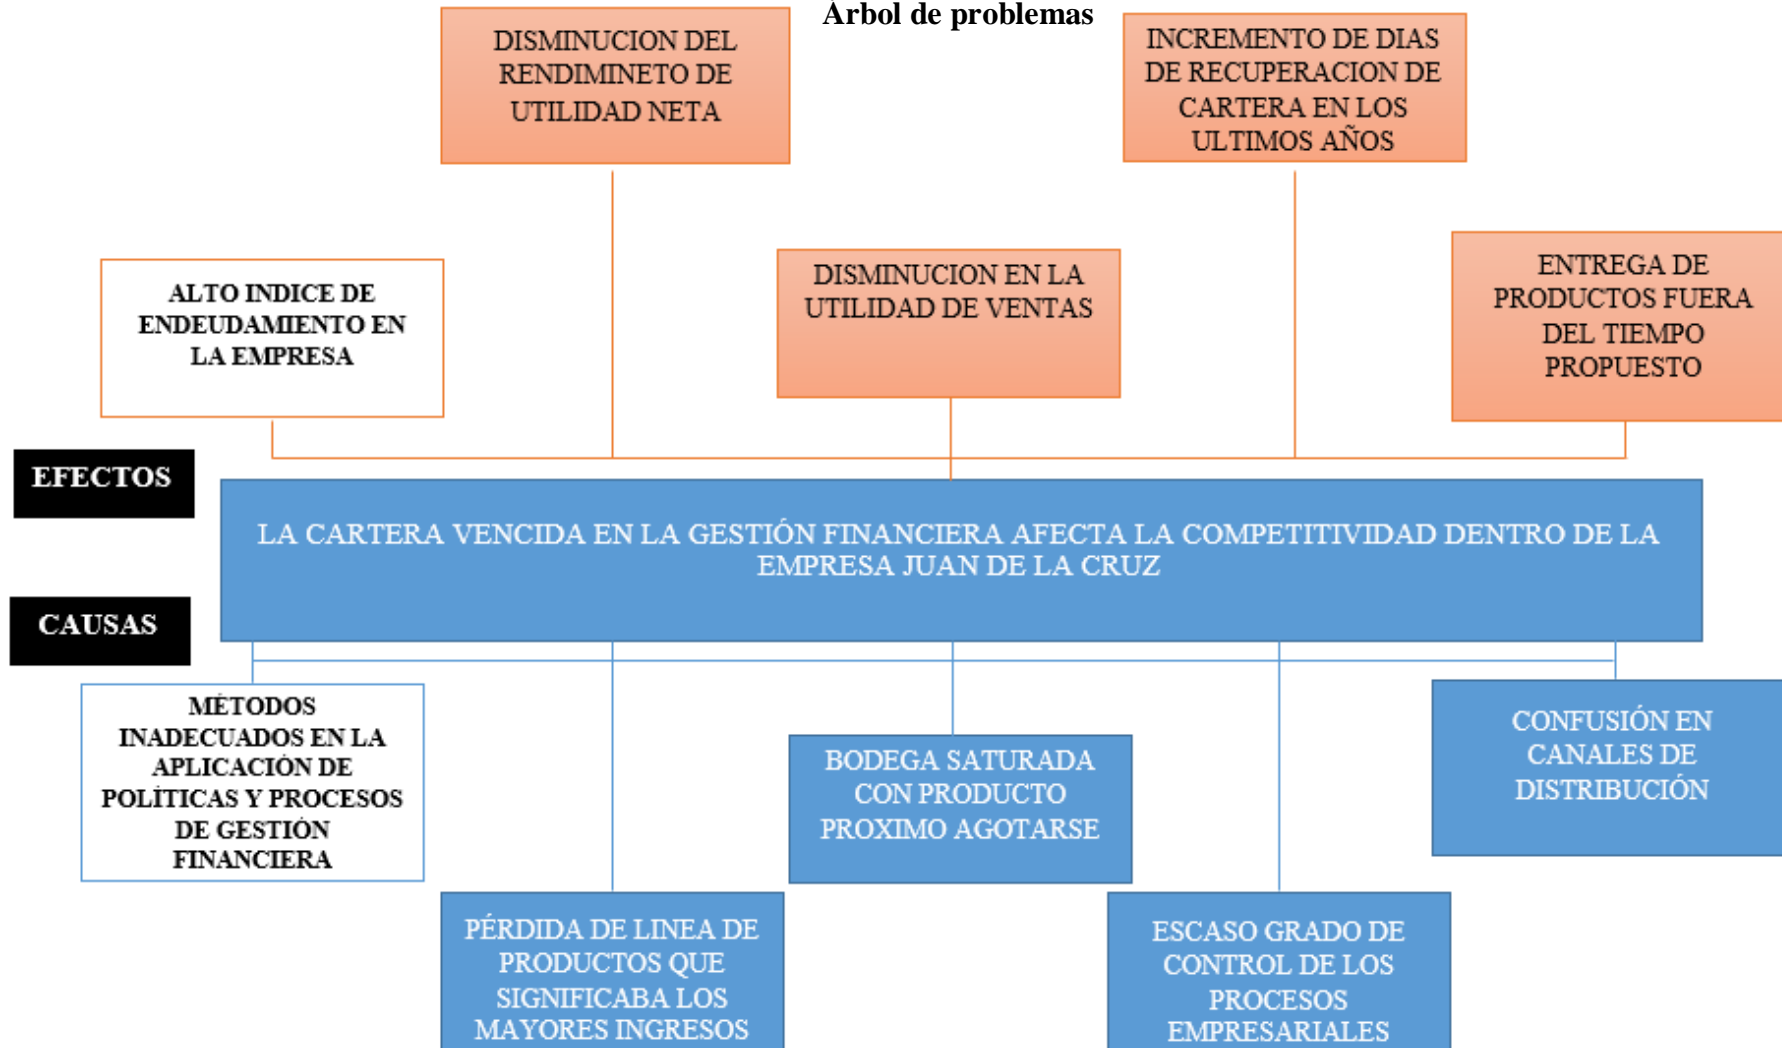 Árbol de problemas
DISMINUCION DEL
RENDIMINETO DE
UTILIDAD NETA
INCREMENTO DE DIAS
DE RECUPERACION DE
CARTERA EN LOS
ULTIMOS AÑOS
ALTO INDICE DE
ENDEUDAMIENTO EN
LA EMPRESA
DISMINUCION EN LA
UTILIDAD DE VENTAS
ENTREGA DE
PRODUCTOS FUERA
DEL TIEMPO
PROPUESTO
EFECTOS
LA CARTERA VENCIDA EN LA GESTIÓN FINANCIERA AFECTA LA COMPETITIVIDAD DENTRO DE LA
EMPRESA JUAN DE LA CRUZ
CAUSAS
MÉTODOS
INADECUADOS EN LA
APLICACIÓN DE
POLÍTICAS Y PROCESOS
DE GESTIÓN
FINANCIERA
BODEGA SATURADA
CON PRODUCTO
PROXIMO AGOTARSE
CONFUSIÓN EN
CANALES DE
DISTRIBUCIÓN
PÉRDIDA DE LINEA DE
PRODUCTOS QUE
SIGNIFICABA LOS
MAYORES INGRESOS
ESCASO GRADO DE
CONTROL DE LOS
PROCESOS
EMPRESARIALES